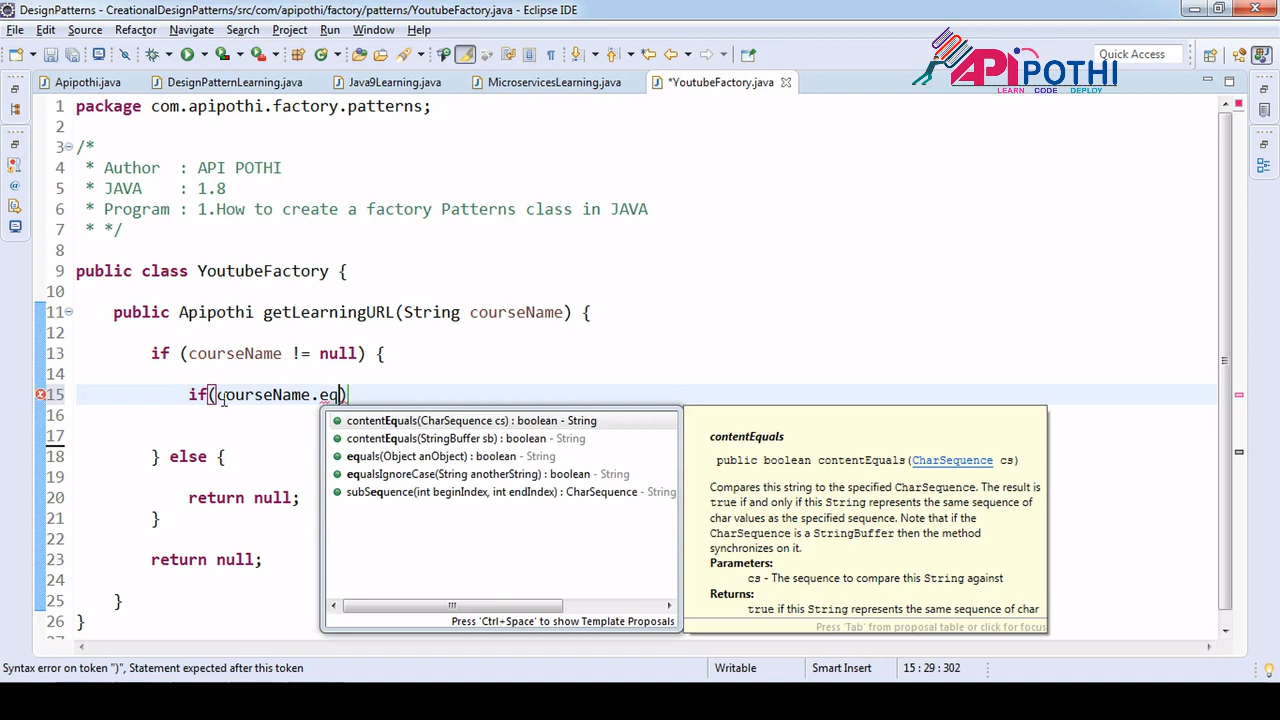 DesignPatterns - CreationalDesignPatterns/src/com/apipothi/factory/patterns/YoutubeFactory.java - Eclipse IDE
File Edit Source Refactor Navigate Search Project Run Window Help
Quick Access
APIPOTHI
LEARN CODE DEPLOY
Apipothi.java DesignPatternLearning.java Java9Learning.java MicroservicesLearning.java *YoutubeFactory.java
1 package com.apipothi.factory.patterns;
2
3 /*
4 * Author : API POTHI
5 * JAVA : 1.8
6 * Program : 1.How to create a factory Patterns class in JAVA
7 * */
8
9 public class YoutubeFactory {
10
11 public Apipothi getLearningURL(String courseName) {
12
13 if (courseName != null) {
14
15 if(courseName.eq)
16
17
18 } else {
19
20 return null;
21 }
22
23 return null;
24
25 }
26 }
27
contentEquals(CharSequence cs) : boolean - String
contentEquals(StringBuffer sb) : boolean - String
equals(Object anObject) : boolean - String
equalsIgnoreCase(String anotherString) : boolean - String
subSequence(int beginIndex, int endIndex) : CharSequence - String
Press 'Ctrl+Space' to show Template Proposals
contentEquals
public boolean contentEquals(CharSequence cs)
Compares this string to the specified CharSequence. The result is
true if and only if this String represents the same sequence of
char values as the specified sequence. Note that if the
CharSequence is a StringBuffer then the method
synchronizes on it.
Parameters:
cs - The sequence to compare this String against
Returns:
true if this String represents the same sequence of char
Press 'Tab' from proposal table or click for focus
Syntax error on token ")", Statement expected after this token
Writable
Smart Insert
15 : 29 : 302